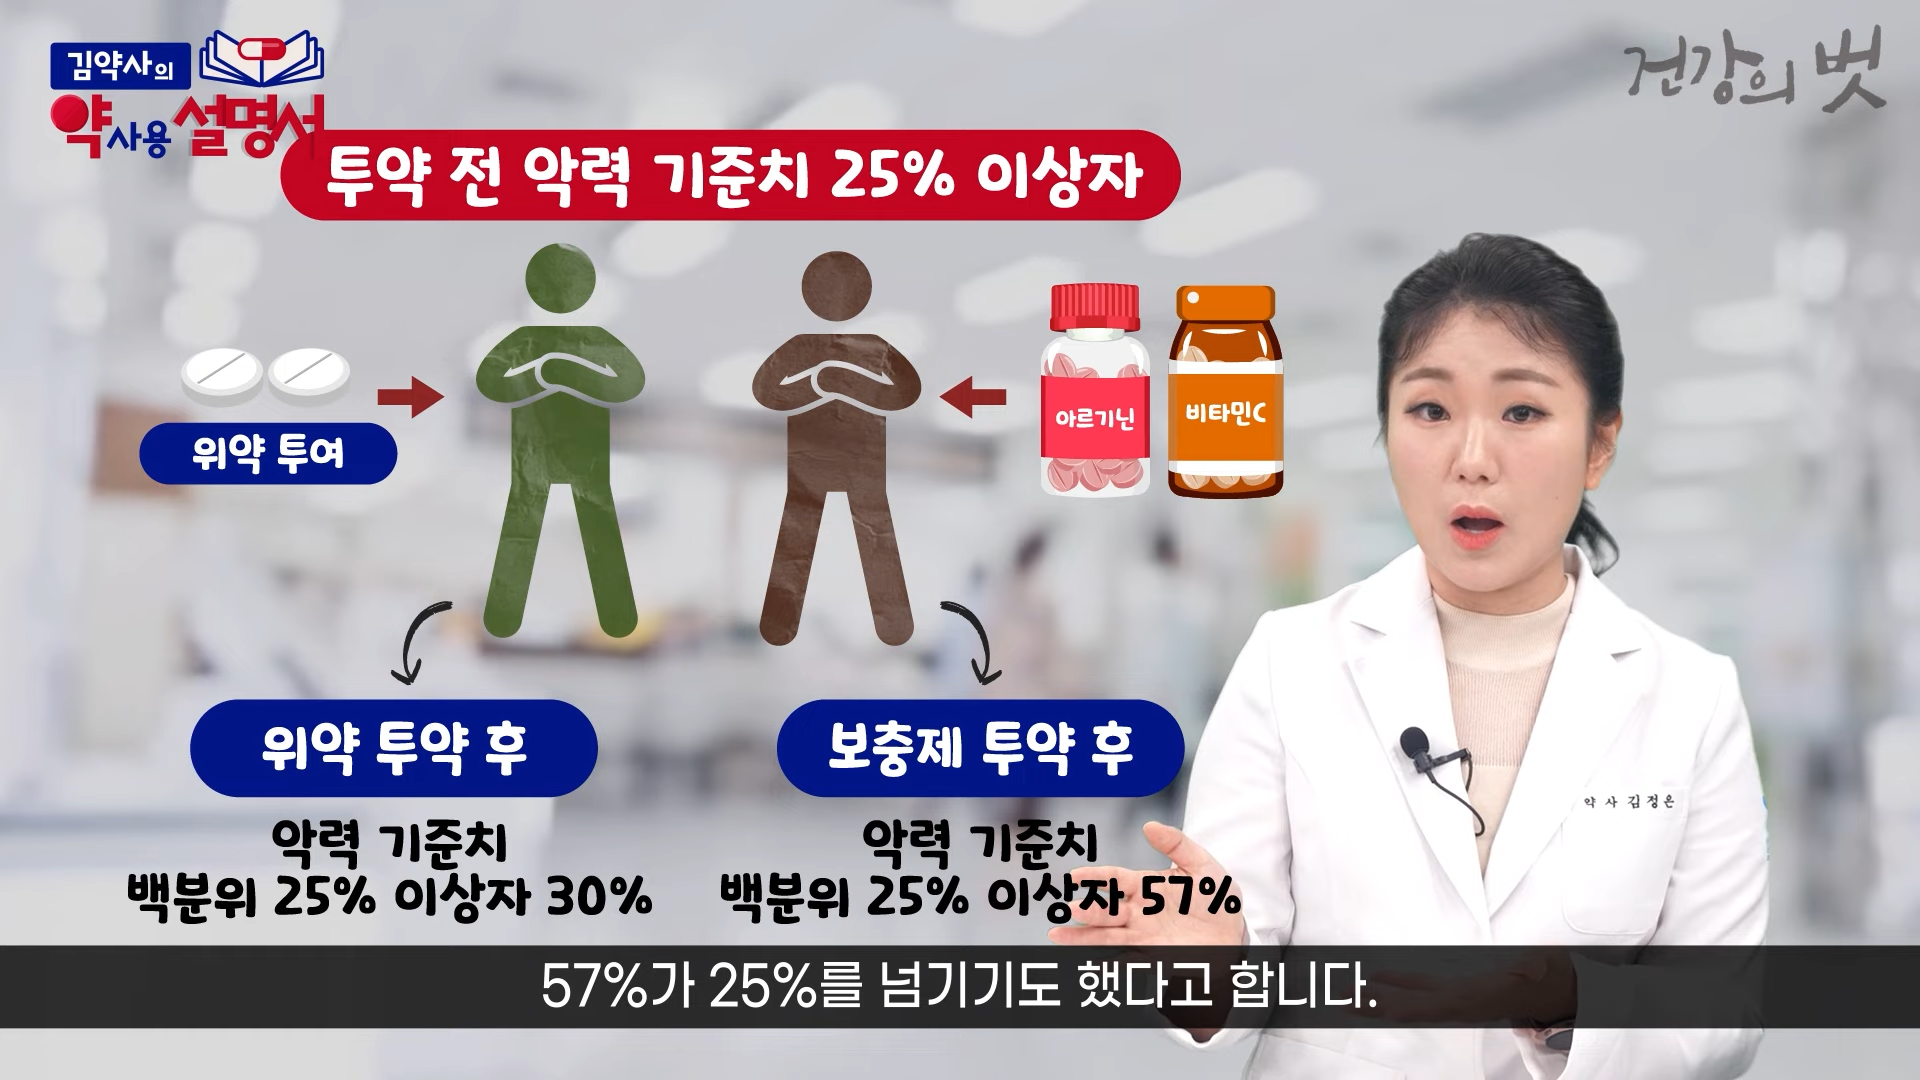 김약사의
약사용설명서
건강의 벗
투약 전 악력 기준치 25% 이상자
위약 투여
아르기닌
비타민C
위약 투약 후
보충제 투약 후
악력 기준치
백분위 25% 이상자 30%
악력 기준치
백분위 25% 이상자 57%
약사 김정은
57%가 25%를 넘기기도 했다고 합니다.